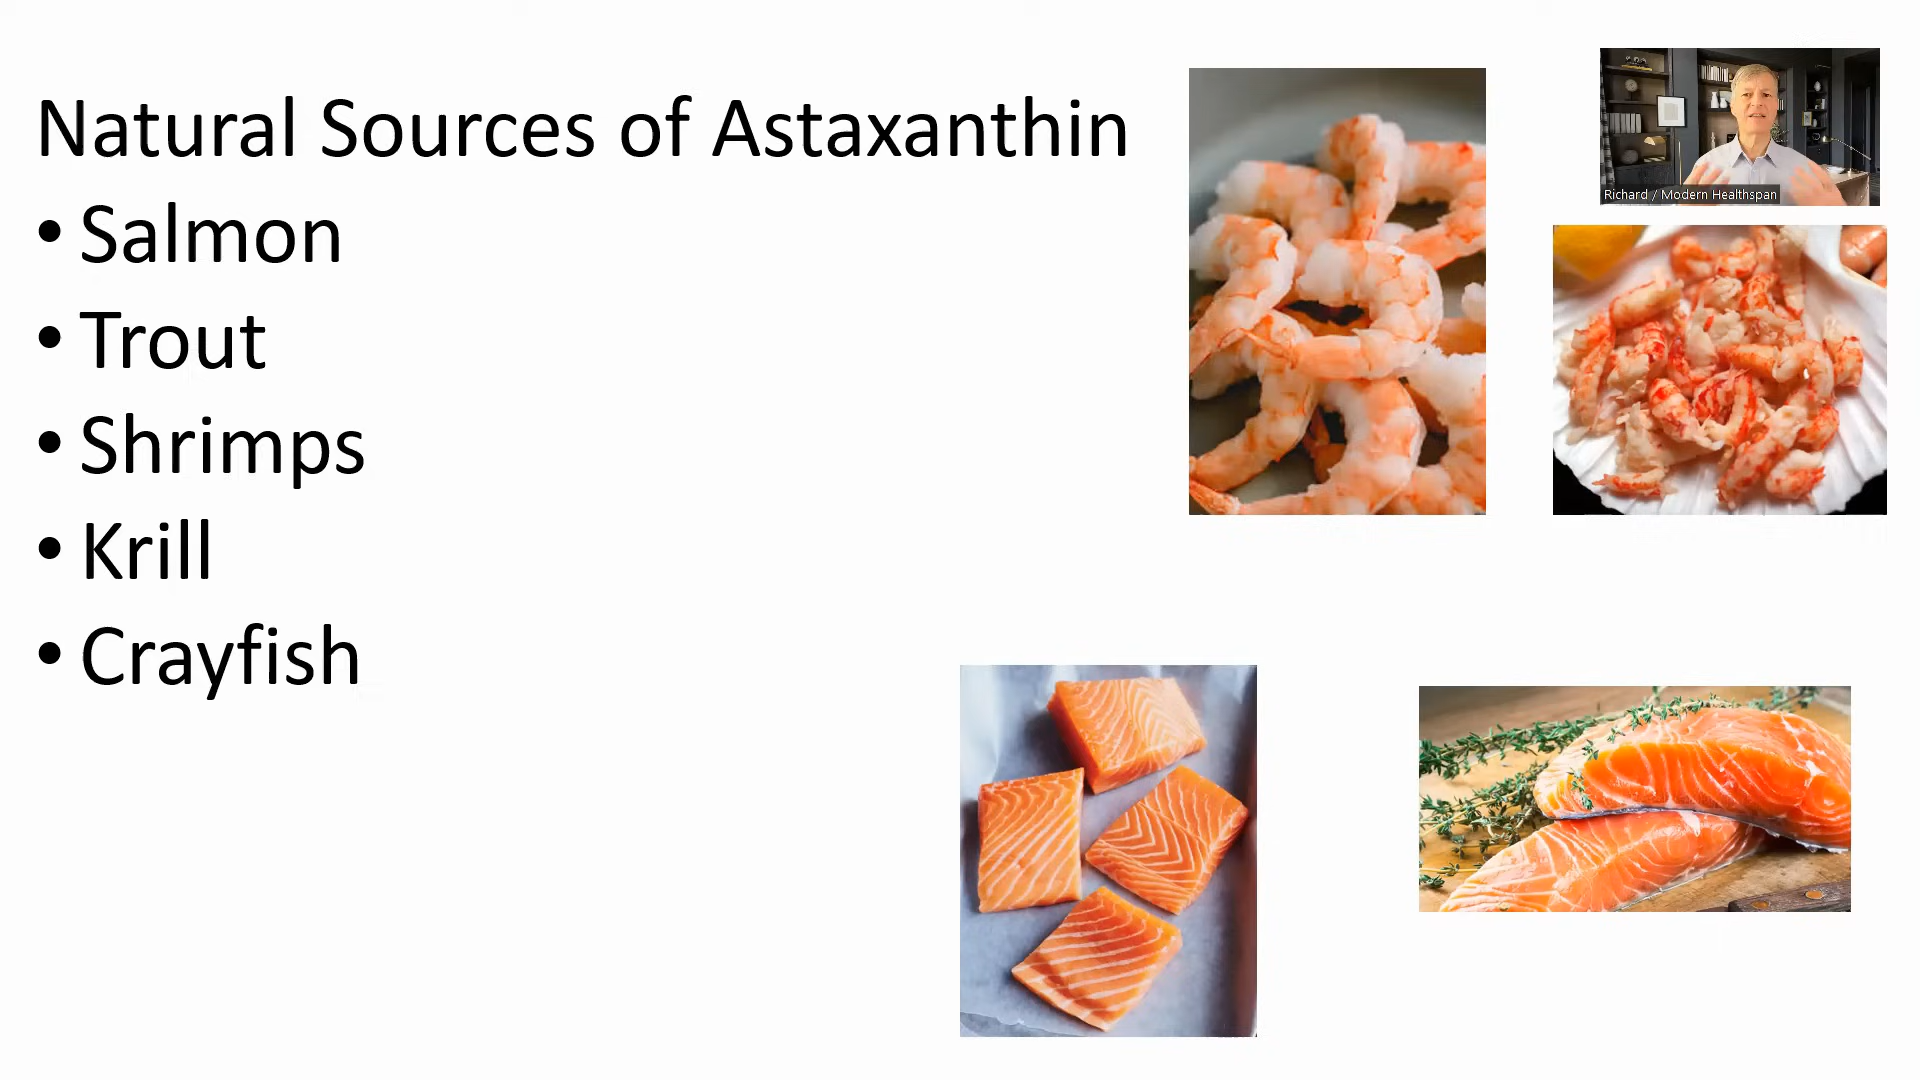 Natural Sources of Astaxanthin
• Salmon
• Trout
• Shrimps
• Krill
• Crayfish
Richard / Modern Healthspan